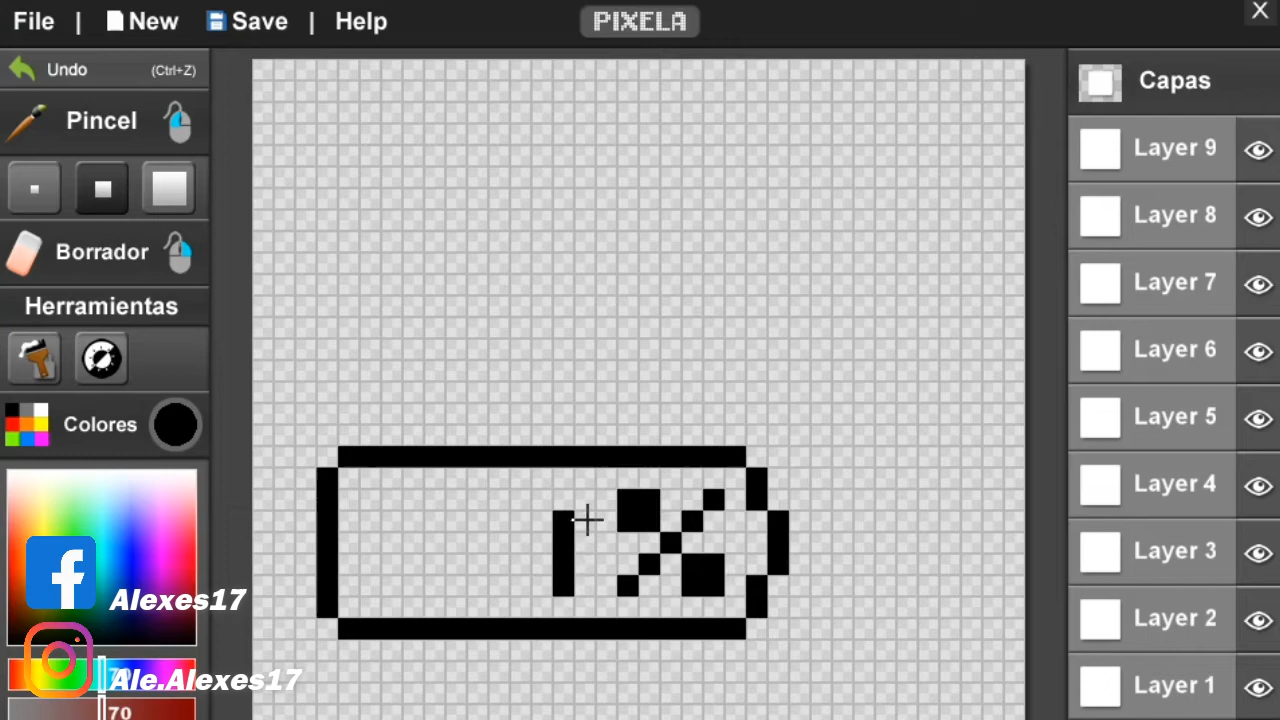 File | New Save | Help
PIXELA
X
Undo (Ctrl+Z)
Pincel
Borrador
Herramientas
Colores
70
70
Capas
Layer 9
Layer 8
Layer 7
Layer 6
Layer 5
Layer 4
Layer 3
Layer 2
Layer 1
%
Alexes17
Ale.Alexes17